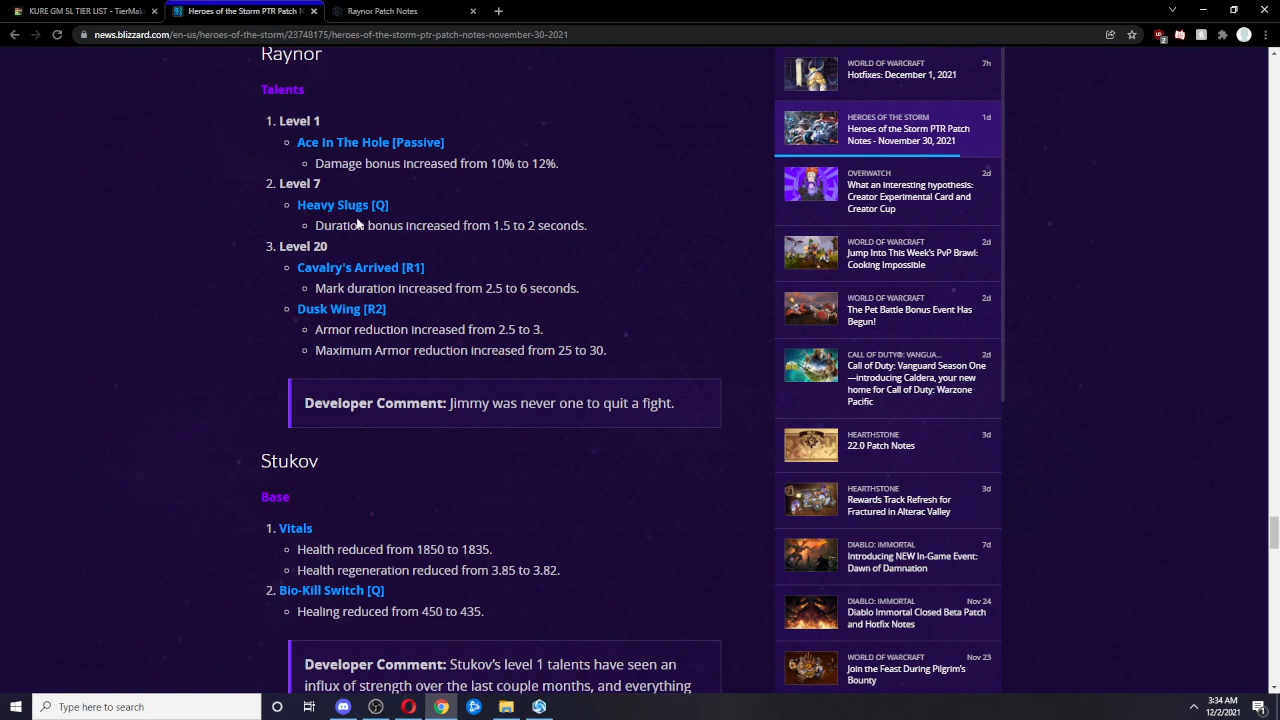 KURE GM SL TIER LIST - TierMak
Heroes of the Storm PTR Patch N
Raynor Patch Notes
news.blizzard.com/en-us/heroes-of-the-storm/23748175/heroes-of-the-storm-ptr-patch-notes-november-30-2021
2
Raynor
Talents
1. Level 1
Ace In The Hole [Passive]
Damage bonus increased from 10% to 12%.
2. Level 7
Heavy Slugs [Q]
Duration bonus increased from 1.5 to 2 seconds.
3. Level 20
Cavalry's Arrived [R1]
Mark duration increased from 2.5 to 6 seconds.
Dusk Wing [R2]
Armor reduction increased from 2.5 to 3.
Maximum Armor reduction increased from 25 to 30.
Developer Comment: Jimmy was never one to quit a fight.
Stukov
Base
1. Vitals
Health reduced from 1850 to 1835.
Health regeneration reduced from 3.85 to 3.82.
2. Bio-Kill Switch [Q]
Healing reduced from 450 to 435.
Developer Comment: Stukov's level 1 talents have seen an
influx of strength over the last couple months, and everything
WORLD OF WARCRAFT 7h
Hotfixes: December 1, 2021
HEROES OF THE STORM 1d
Heroes of the Storm PTR Patch
Notes - November 30, 2021
OVERWATCH 2d
What an interesting hypothesis:
Creator Experimental Card and
Creator Cup
WORLD OF WARCRAFT 2d
Jump Into This Week's PvP Brawl:
Cooking Impossible
WORLD OF WARCRAFT 2d
The Pet Battle Bonus Event Has
Begun!
CALL OF DUTY®: VANGUA... 2d
Call of Duty: Vanguard Season One
—introducing Caldera, your new
home for Call of Duty: Warzone
Pacific
HEARTHSTONE 3d
22.0 Patch Notes
HEARTHSTONE 3d
Rewards Track Refresh for
Fractured in Alterac Valley
DIABLO: IMMORTAL 7d
Introducing NEW In-Game Event:
Dawn of Damnation
DIABLO: IMMORTAL Nov 24
Diablo Immortal Closed Beta Patch
and Hotfix Notes
WORLD OF WARCRAFT Nov 23
Join the Feast During Pilgrim's
Bounty
Type here to search
3:34 AM
12/2/2021
1